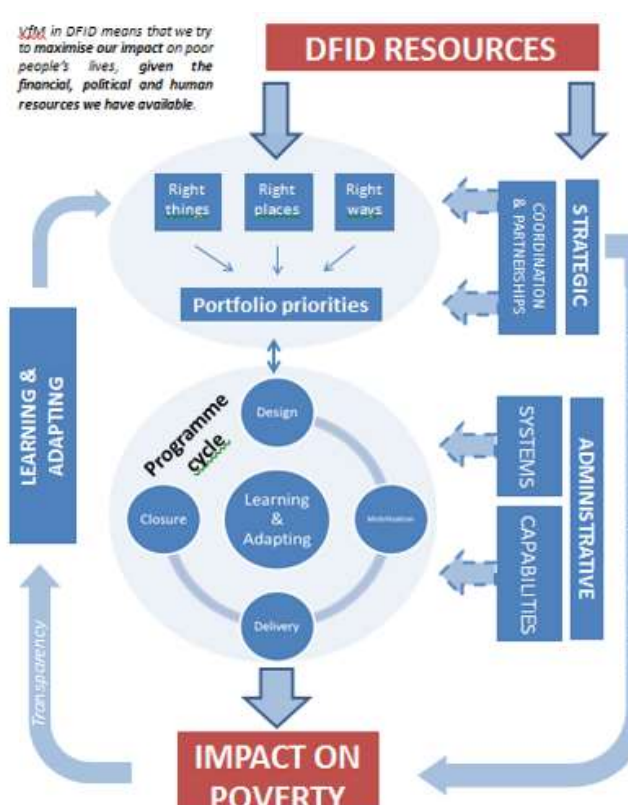 VfM in DFID means that we try
to maximise our impact on poor
people's lives, given the
financial, political and human
resources we have available.
DFID RESOURCES
Right
things
Right
places
Right
ways
Portfolio priorities
COORDINATION
& PARTNERSHIPS
STRATEGIC
LEARNING &
ADAPTING
Programme
cycle
Design
Learning
&
Adapting
Closure
Mobilisation
Delivery
SYSTEMS
CAPABILITIES
ADMINISTRATIVE
Transparency
IMPACT ON
POVERTY